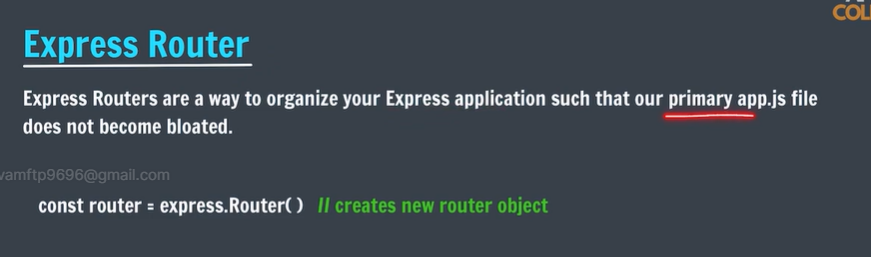 COL
Express Router
Express Routers are a way to organize your Express application such that our primary app.js file
does not become bloated.
vamftp9696@gmail.com
const router = express.Router( ) // creates new router object